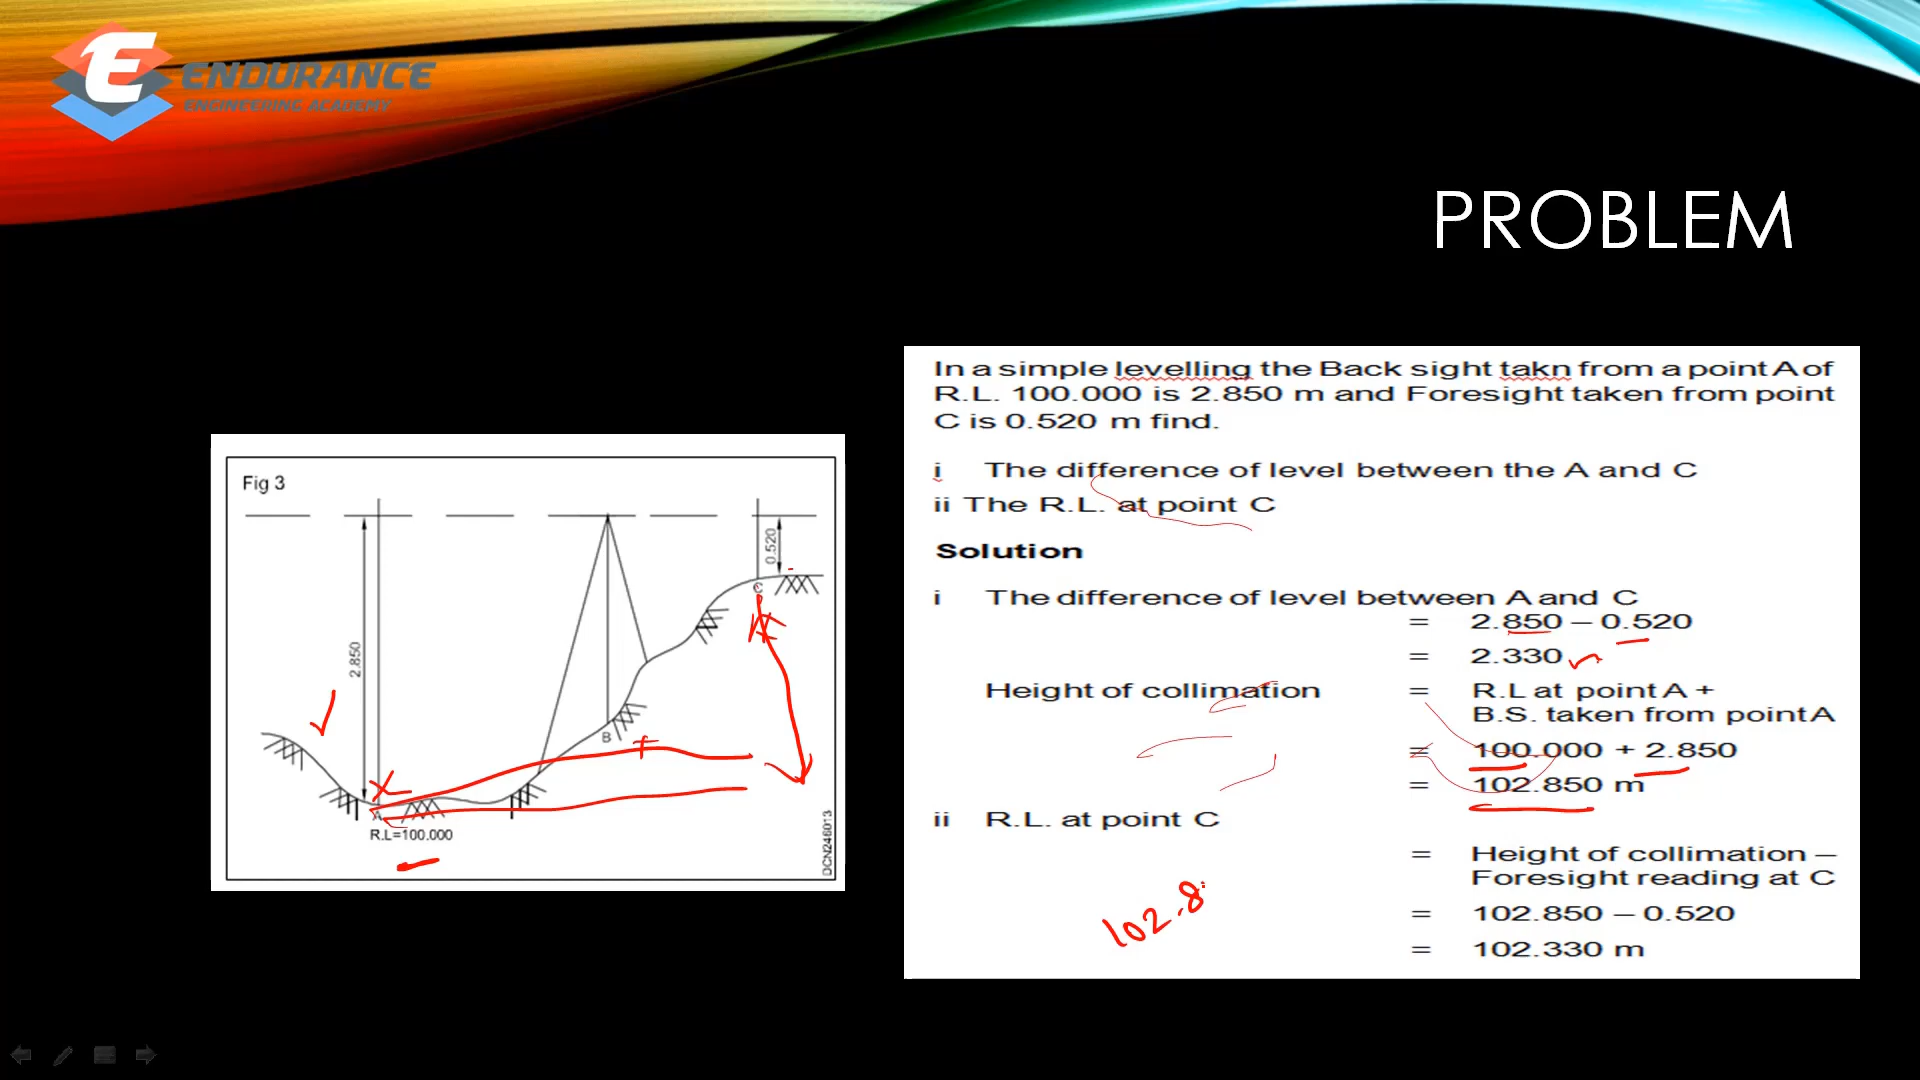 ENDURANCE
ENGINEERING ACADEMY
PROBLEM
Fig 3
2.850
0.520
C
B
A
R.L=100.000
DCN246013
In a simple levelling the Back sight takn from a point A of
R.L. 100.000 is 2.850 m and Foresight taken from point
C is 0.520 m find.
i The difference of level between the A and C
ii The R.L. at point C
Solution
i The difference of level between A and C
= 2.850 – 0.520
= 2.330
Height of collimation = R.L at point A +
B.S. taken from point A
= 100.000 + 2.850
= 102.850 m
ii R.L. at point C
= Height of collimation –
Foresight reading at C
102.8
= 102.850 – 0.520
= 102.330 m